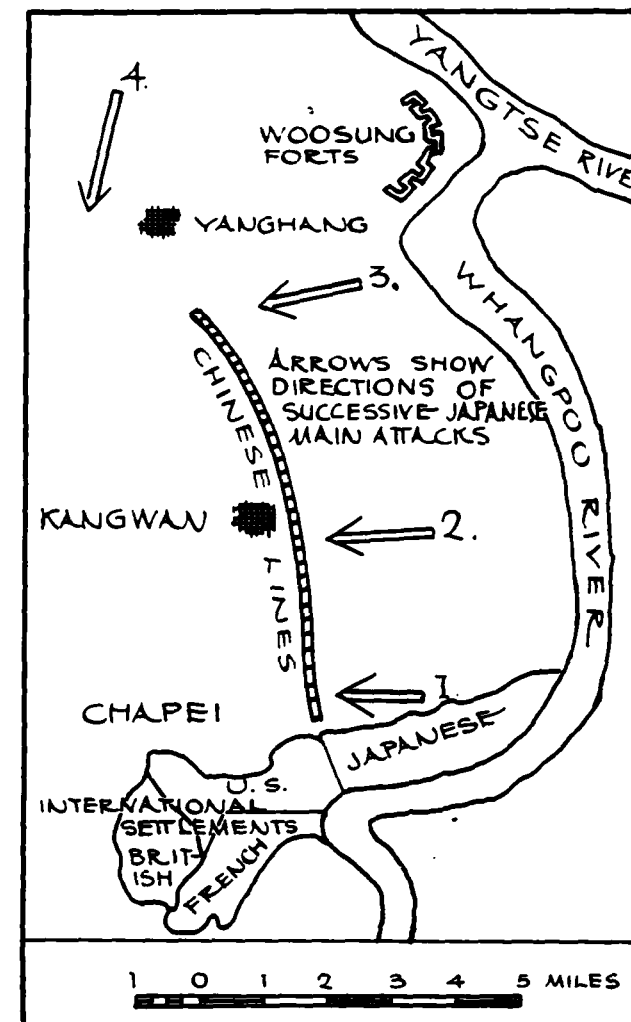 4.
YANGTSE RIVER
WOOSUNG
FORTS
YANGHANG
3.
WHANGPOO RIVER
CHINESE LINES
ARROWS SHOW
DIRECTIONS OF
SUCCESSIVE JAPANESE
MAIN ATTACKS
KANGWAN
2.
1.
CHAPEI
JAPANESE
U.S.
INTERNATIONAL
SETTLEMENTS
BRIT-
ISH
FRENCH
1 0 1 2 3 4 5 MILES